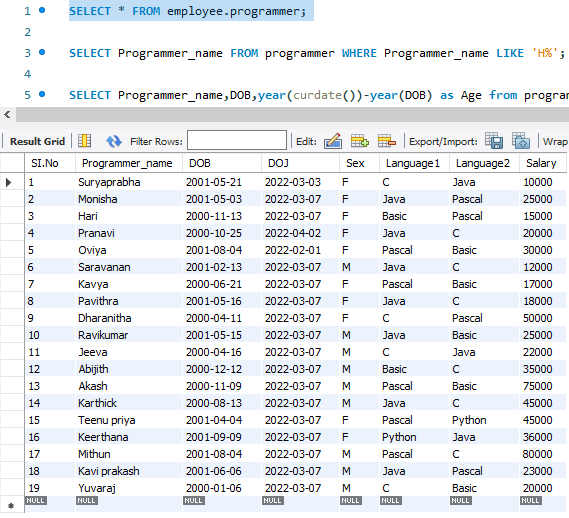 1 SELECT * FROM employee.programmer;
2
3 SELECT Programmer_name FROM programmer WHERE Programmer_name LIKE 'H%';
4
5 SELECT Programmer_name,DOB,year(curdate())-year(DOB) as Age from progran
Result Grid Filter Rows: Edit: Export/Import: Wrap
SI.No Programmer_name DOB DOJ Sex Language1 Language2 Salary
1 Suryaprabha 2001-05-21 2022-03-03 F C Java 10000
2 Monisha 2001-05-03 2022-03-07 F Java Pascal 25000
3 Hari 2000-11-13 2022-03-07 F Basic Pascal 15000
4 Pranavi 2000-10-25 2022-04-02 F Java C 20000
5 Oviya 2001-08-04 2022-02-01 F Pascal Basic 30000
6 Saravanan 2001-02-13 2022-03-07 M Java C 12000
7 Kavya 2000-06-21 2022-03-07 F Pascal Basic 17000
8 Pavithra 2001-05-16 2022-03-07 F Java C 18000
9 Dharanitha 2000-04-11 2022-03-07 F C Pascal 50000
10 Ravikumar 2001-05-15 2022-03-07 M Java Basic 25000
11 Jeeva 2000-04-16 2022-03-07 M C Java 22000
12 Abijith 2000-12-12 2022-03-07 M Basic C 35000
13 Akash 2000-11-09 2022-03-07 M Pascal Basic 75000
14 Karthick 2000-08-13 2022-03-07 M Java C 45000
15 Teenu priya 2001-04-04 2022-03-07 F Pascal Python 45000
16 Keerthana 2001-09-09 2022-03-07 F Python Java 36000
17 Mithun 2001-08-04 2022-03-07 M Pascal C 80000
18 Kavi prakash 2001-06-06 2022-03-07 M Java Pascal 23000
19 Yuvaraj 2000-01-06 2022-03-07 M C Basic 20000
NULL NULL NULL NULL NULL NULL NULL NULL